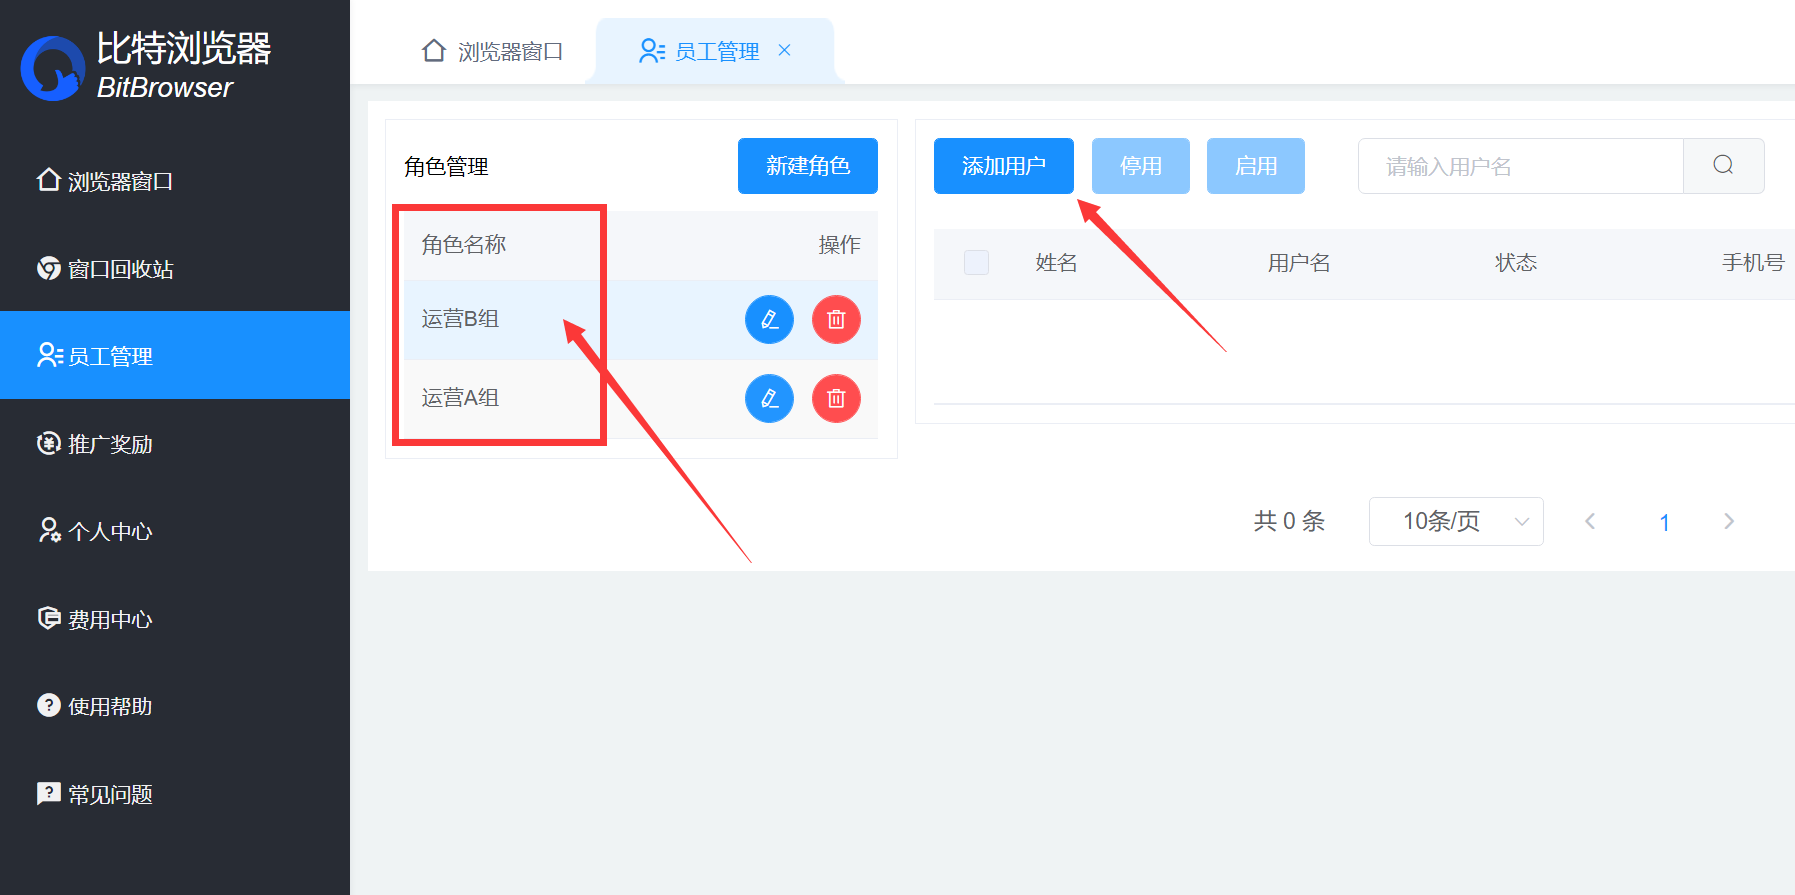 比特浏览器
BitBrowser
浏览器窗口
窗口回收站
员工管理
推广奖励
个人中心
费用中心
使用帮助
常见问题
浏览器窗口
员工管理
角色管理
新建角色
角色名称 操作
运营B组
运营A组
添加用户 停用 启用 请输入用户名
姓名 用户名 状态 手机号
共 0 条 10条/页 1